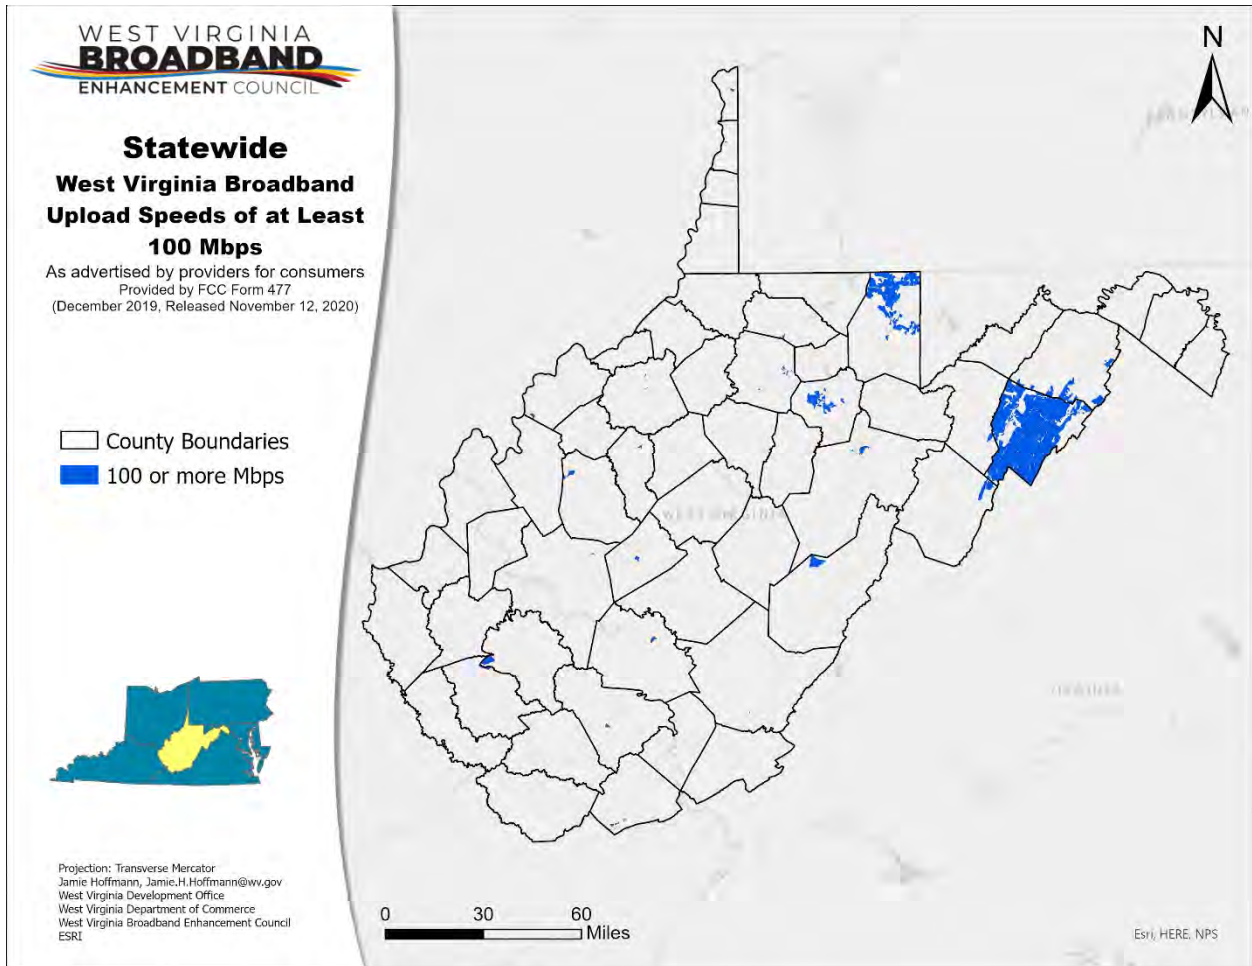 WEST VIRGINIA
BROADBAND
ENHANCEMENT COUNCIL
Statewide
West Virginia Broadband
Upload Speeds of at Least
100 Mbps
As advertised by providers for consumers
Provided by FCC Form 477
(December 2019, Released November 12, 2020)
County Boundaries
100 or more Mbps
Projection: Transverse Mercator
Jamie Hoffmann, Jamie.H.Hoffmann@wv.gov
West Virginia Development Office
West Virginia Department of Commerce
West Virginia Broadband Enhancement Council
ESRI
N
WEST VIRGINIA
VIRGINIA
0 30 60
Miles
Esri, HERE, NPS